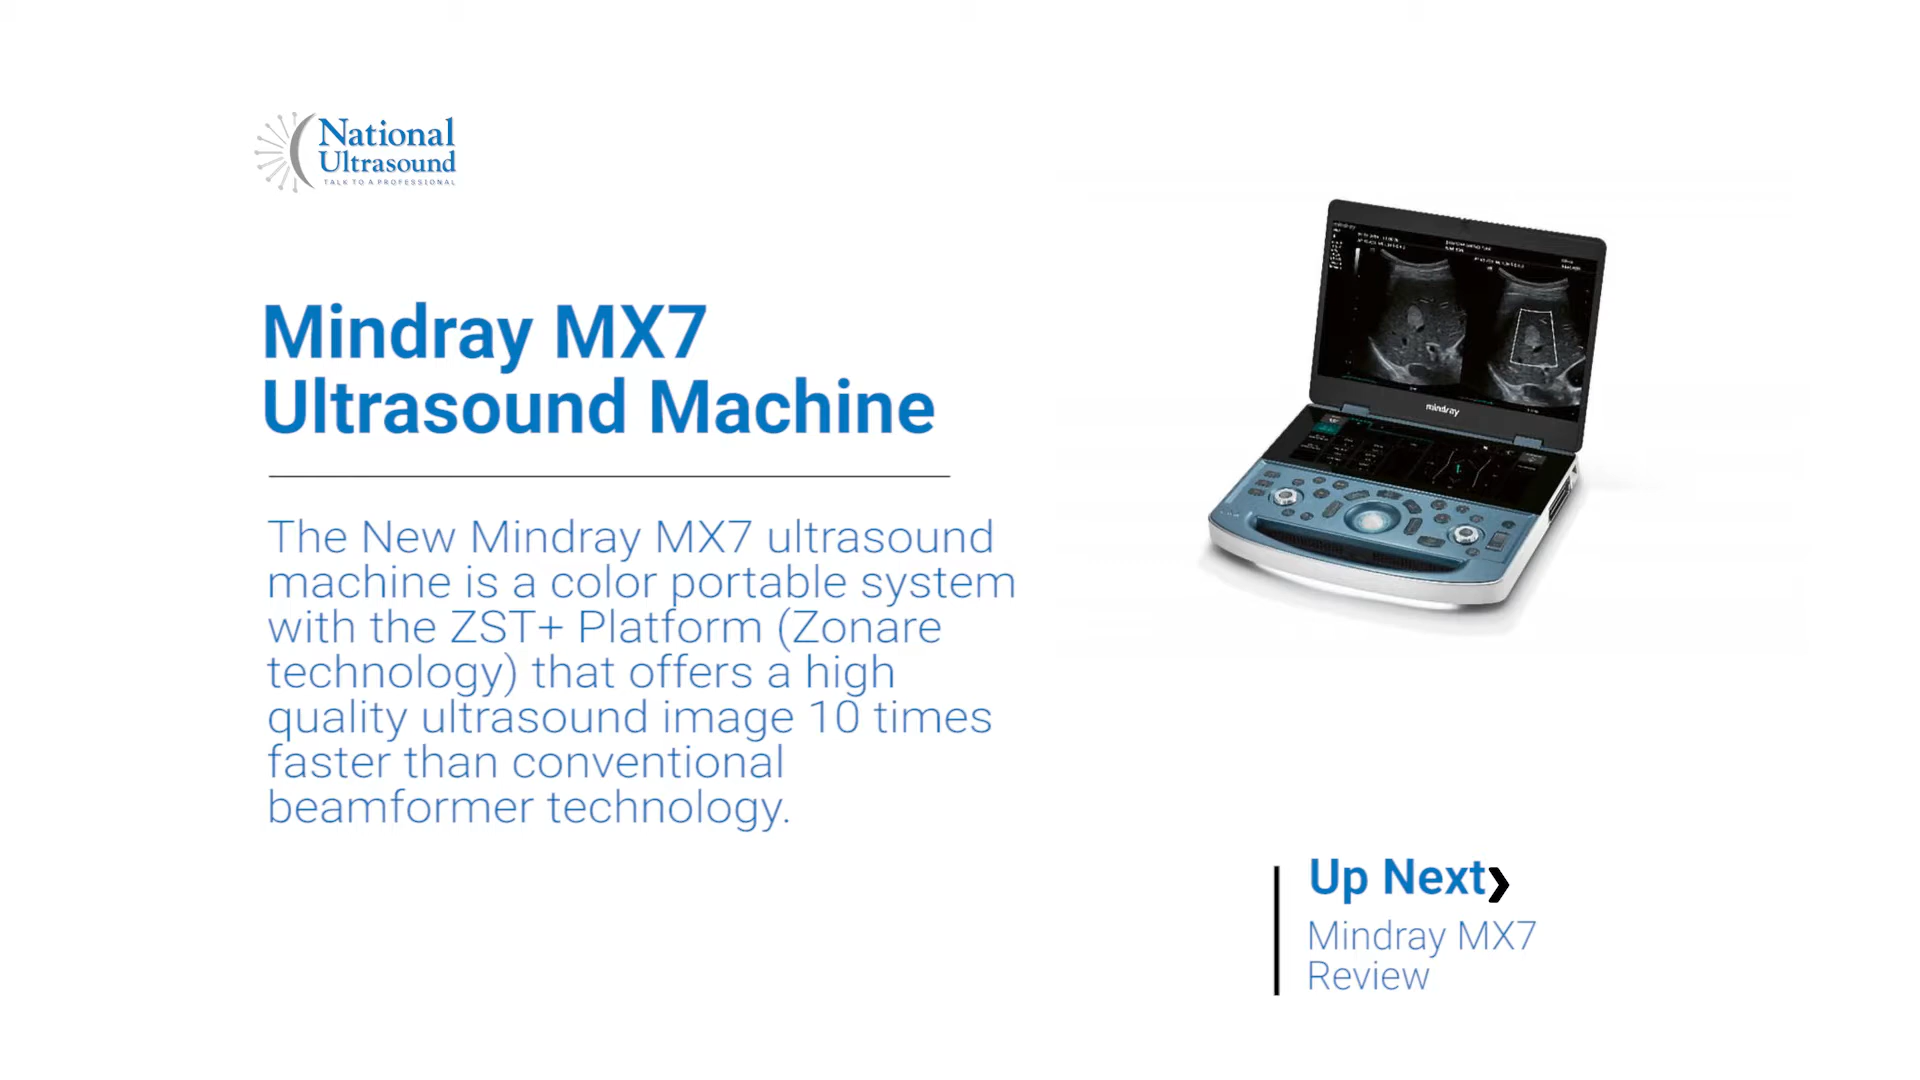 National
Ultrasound
TALK TO A PROFESSIONAL
Mindray MX7
Ultrasound Machine
The New Mindray MX7 ultrasound
machine is a color portable system
with the ZST+ Platform (Zonare
technology) that offers a high
quality ultrasound image 10 times
faster than conventional
beamformer technology.
mindray
Up Next
Mindray MX7
Review